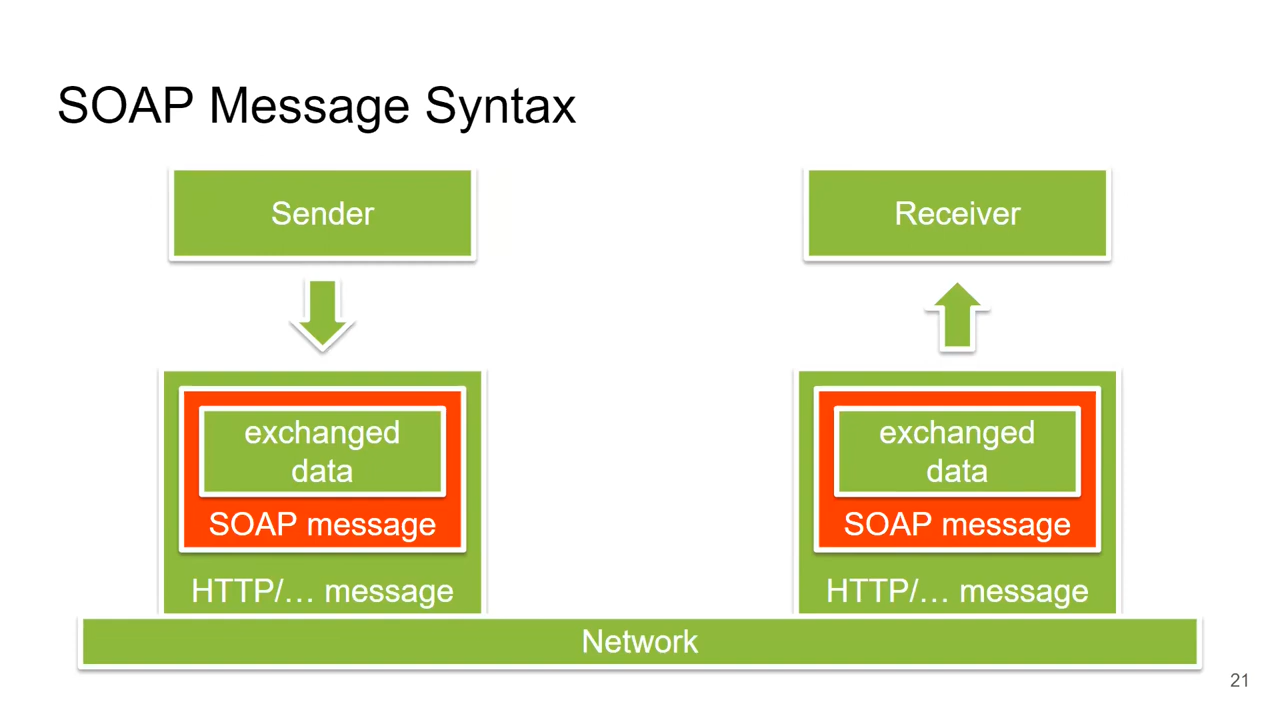 SOAP Message Syntax
Sender
Receiver
exchanged
data
SOAP message
HTTP/… message
exchanged
data
SOAP message
HTTP/… message
Network
21